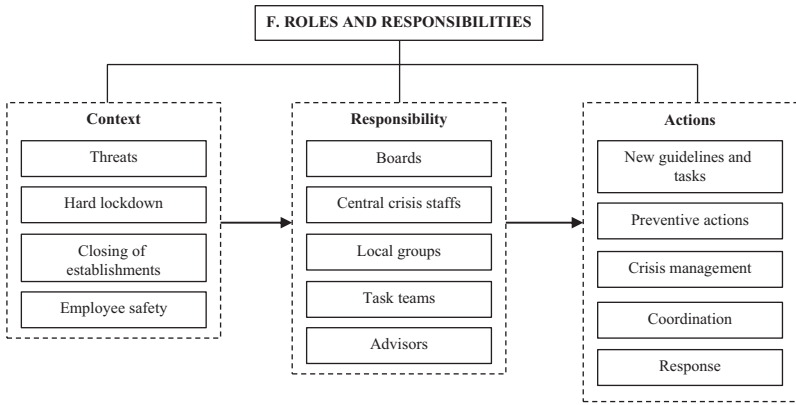 F. ROLES AND RESPONSIBILITIES
Context
Threats
Hard lockdown
Closing of
establishments
Employee safety
Responsibility
Boards
Central crisis staffs
Local groups
Task teams
Advisors
Actions
New guidelines and
tasks
Preventive actions
Crisis management
Coordination
Response